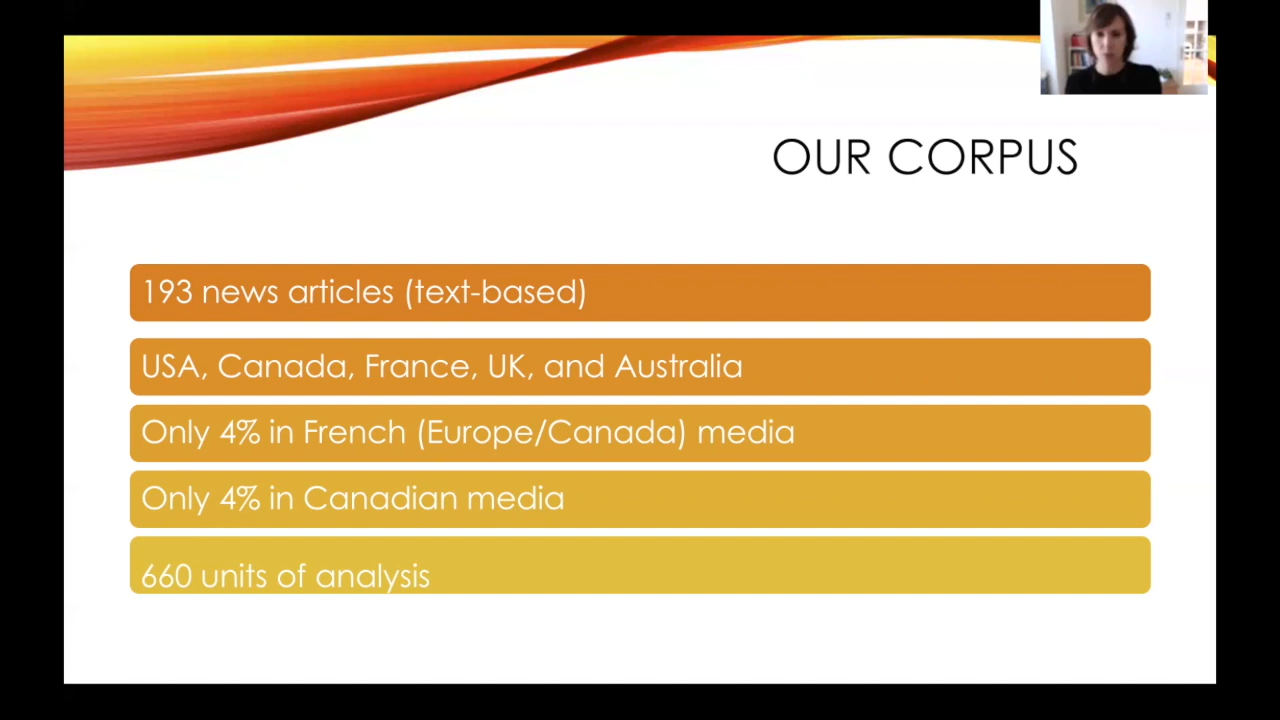 OUR CORPUS
193 news articles (text-based)
USA, Canada, France, UK, and Australia
Only 4% in French (Europe/Canada) media
Only 4% in Canadian media
660 units of analysis